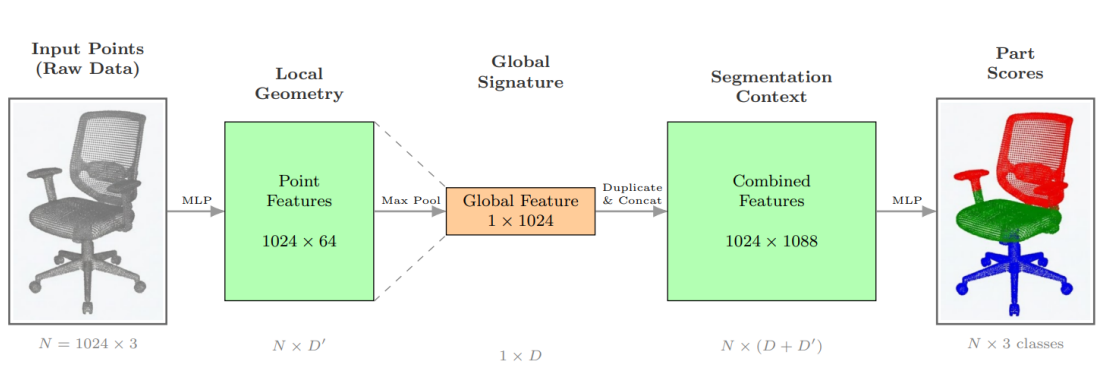 Input Points
(Raw Data)
Local
Geometry
Global
Signature
Segmentation
Context
Part
Scores
MLP
Point
Features
1024 × 64
Max Pool
Global Feature
1 × 1024
Duplicate
& Concat
Combined
Features
1024 × 1088
MLP
N = 1024 × 3
N × D′
1 × D
N × (D + D′)
N × 3 classes